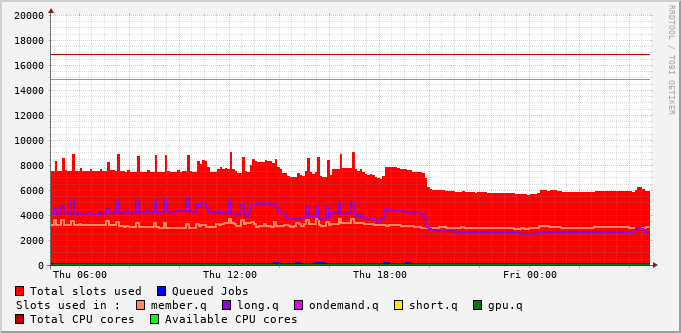 20000
18000
16000
14000
12000
10000
8000
6000
4000
2000
0
Thu 06:00 Thu 12:00 Thu 18:00 Fri 00:00
Total slots used Queued Jobs
Slots used in : member.q long.q ondemand.q short.q gpu.q
Total CPU cores Available CPU cores
RRDTOOL / TOBI OETIKER